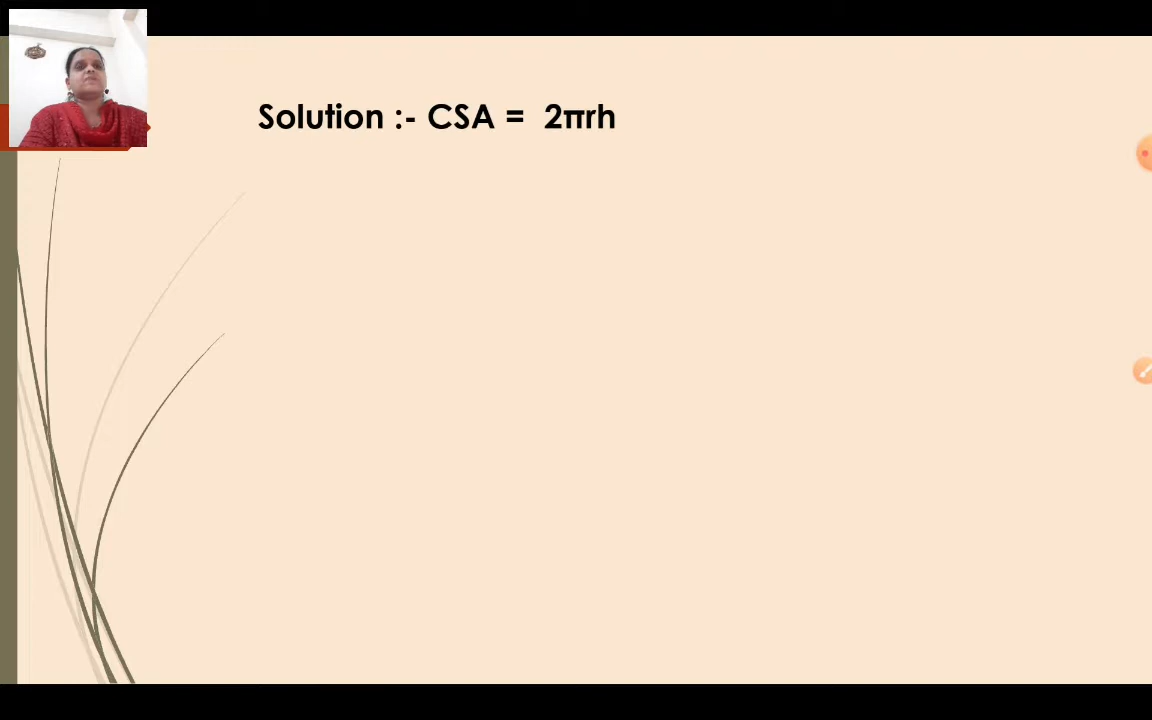 Solution :- CSA = 2πrh